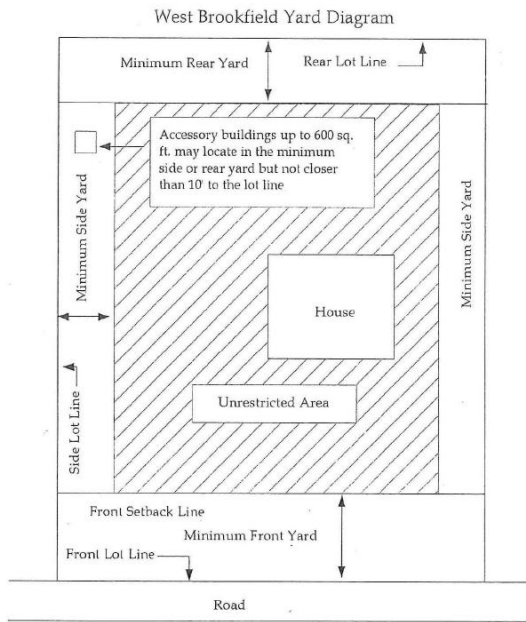 West Brookfield Yard Diagram
Minimum Rear Yard
Rear Lot Line
Accessory buildings up to 600 sq.
ft. may locate in the minimum
side or rear yard but not closer
than 10' to the lot line
Minimum Side Yard
Minimum Side Yard
House
Unrestricted Area
Side Lot Line
Front Setback Line
Minimum Front Yard
Front Lot Line
Road